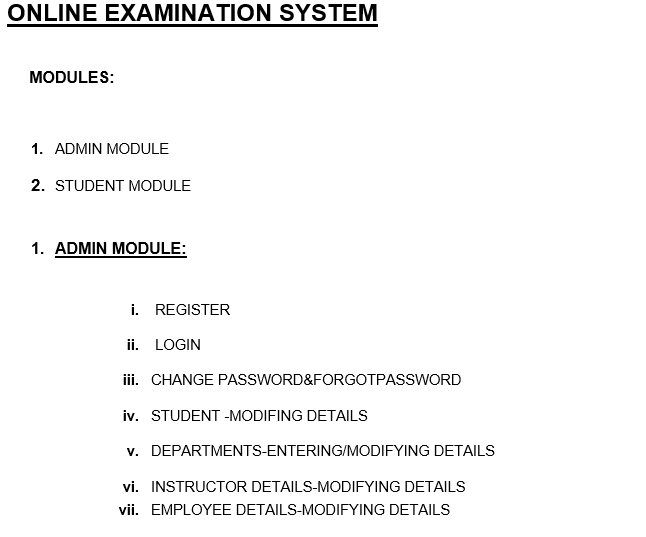 ONLINE EXAMINATION SYSTEM
MODULES:
1. ADMIN MODULE
2. STUDENT MODULE
1. ADMIN MODULE:
i. REGISTER
ii. LOGIN
iii. CHANGE PASSWORD&FORGOTPASSWORD
iv. STUDENT -MODIFING DETAILS
v. DEPARTMENTS-ENTERING/MODIFYING DETAILS
vi. INSTRUCTOR DETAILS-MODIFYING DETAILS
vii. EMPLOYEE DETAILS-MODIFYING DETAILS